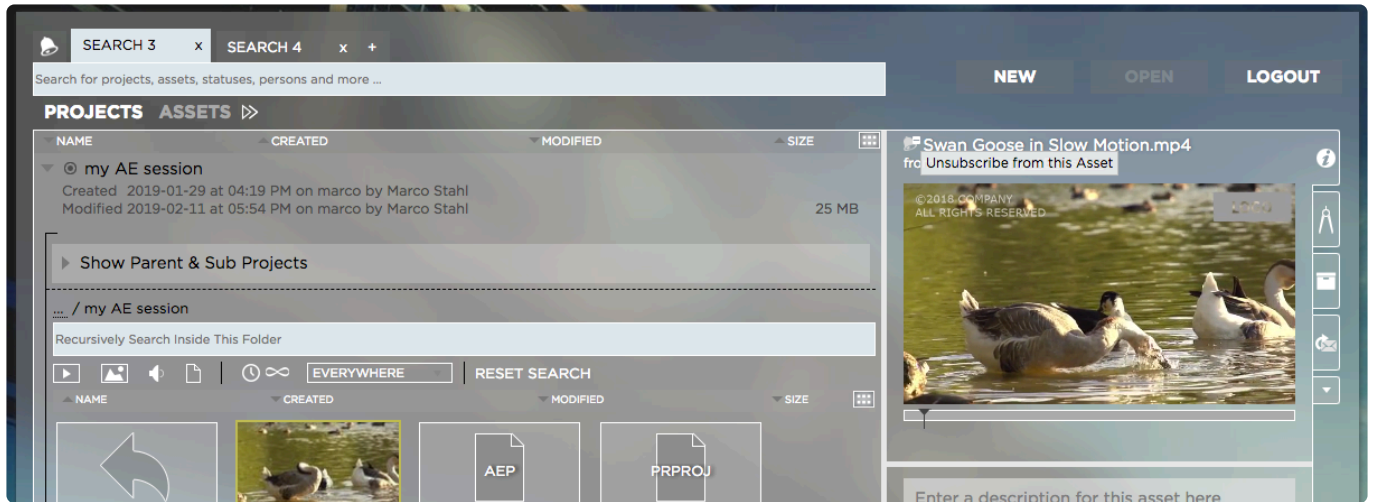 SEARCH 3 x SEARCH 4 x +
Search for projects, assets, statuses, persons and more ...
NEW OPEN LOGOUT
PROJECTS ASSETS
NAME CREATED MODIFIED SIZE
my AE session
Created 2019-01-29 at 04:19 PM on marco by Marco Stahl
Modified 2019-02-11 at 05:54 PM on marco by Marco Stahl 25 MB
Show Parent & Sub Projects
... / my AE session
Recursively Search Inside This Folder
EVERYWHERE RESET SEARCH
NAME CREATED MODIFIED SIZE
AEP PRPROJ
Swan Goose in Slow Motion.mp4
Unsubscribe from this Asset
©2018 COMPANY
ALL RIGHTS RESERVED
LOGO
Enter a description for this asset here